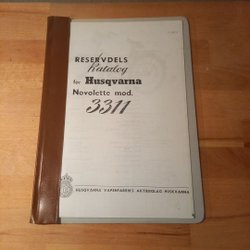 RESERVDELS
Katalog
för Husqvarna
Novolette mod.
3311
HUSQVARNA VAPENFABRIKS AKTIEBOLAG HUSQVARNA